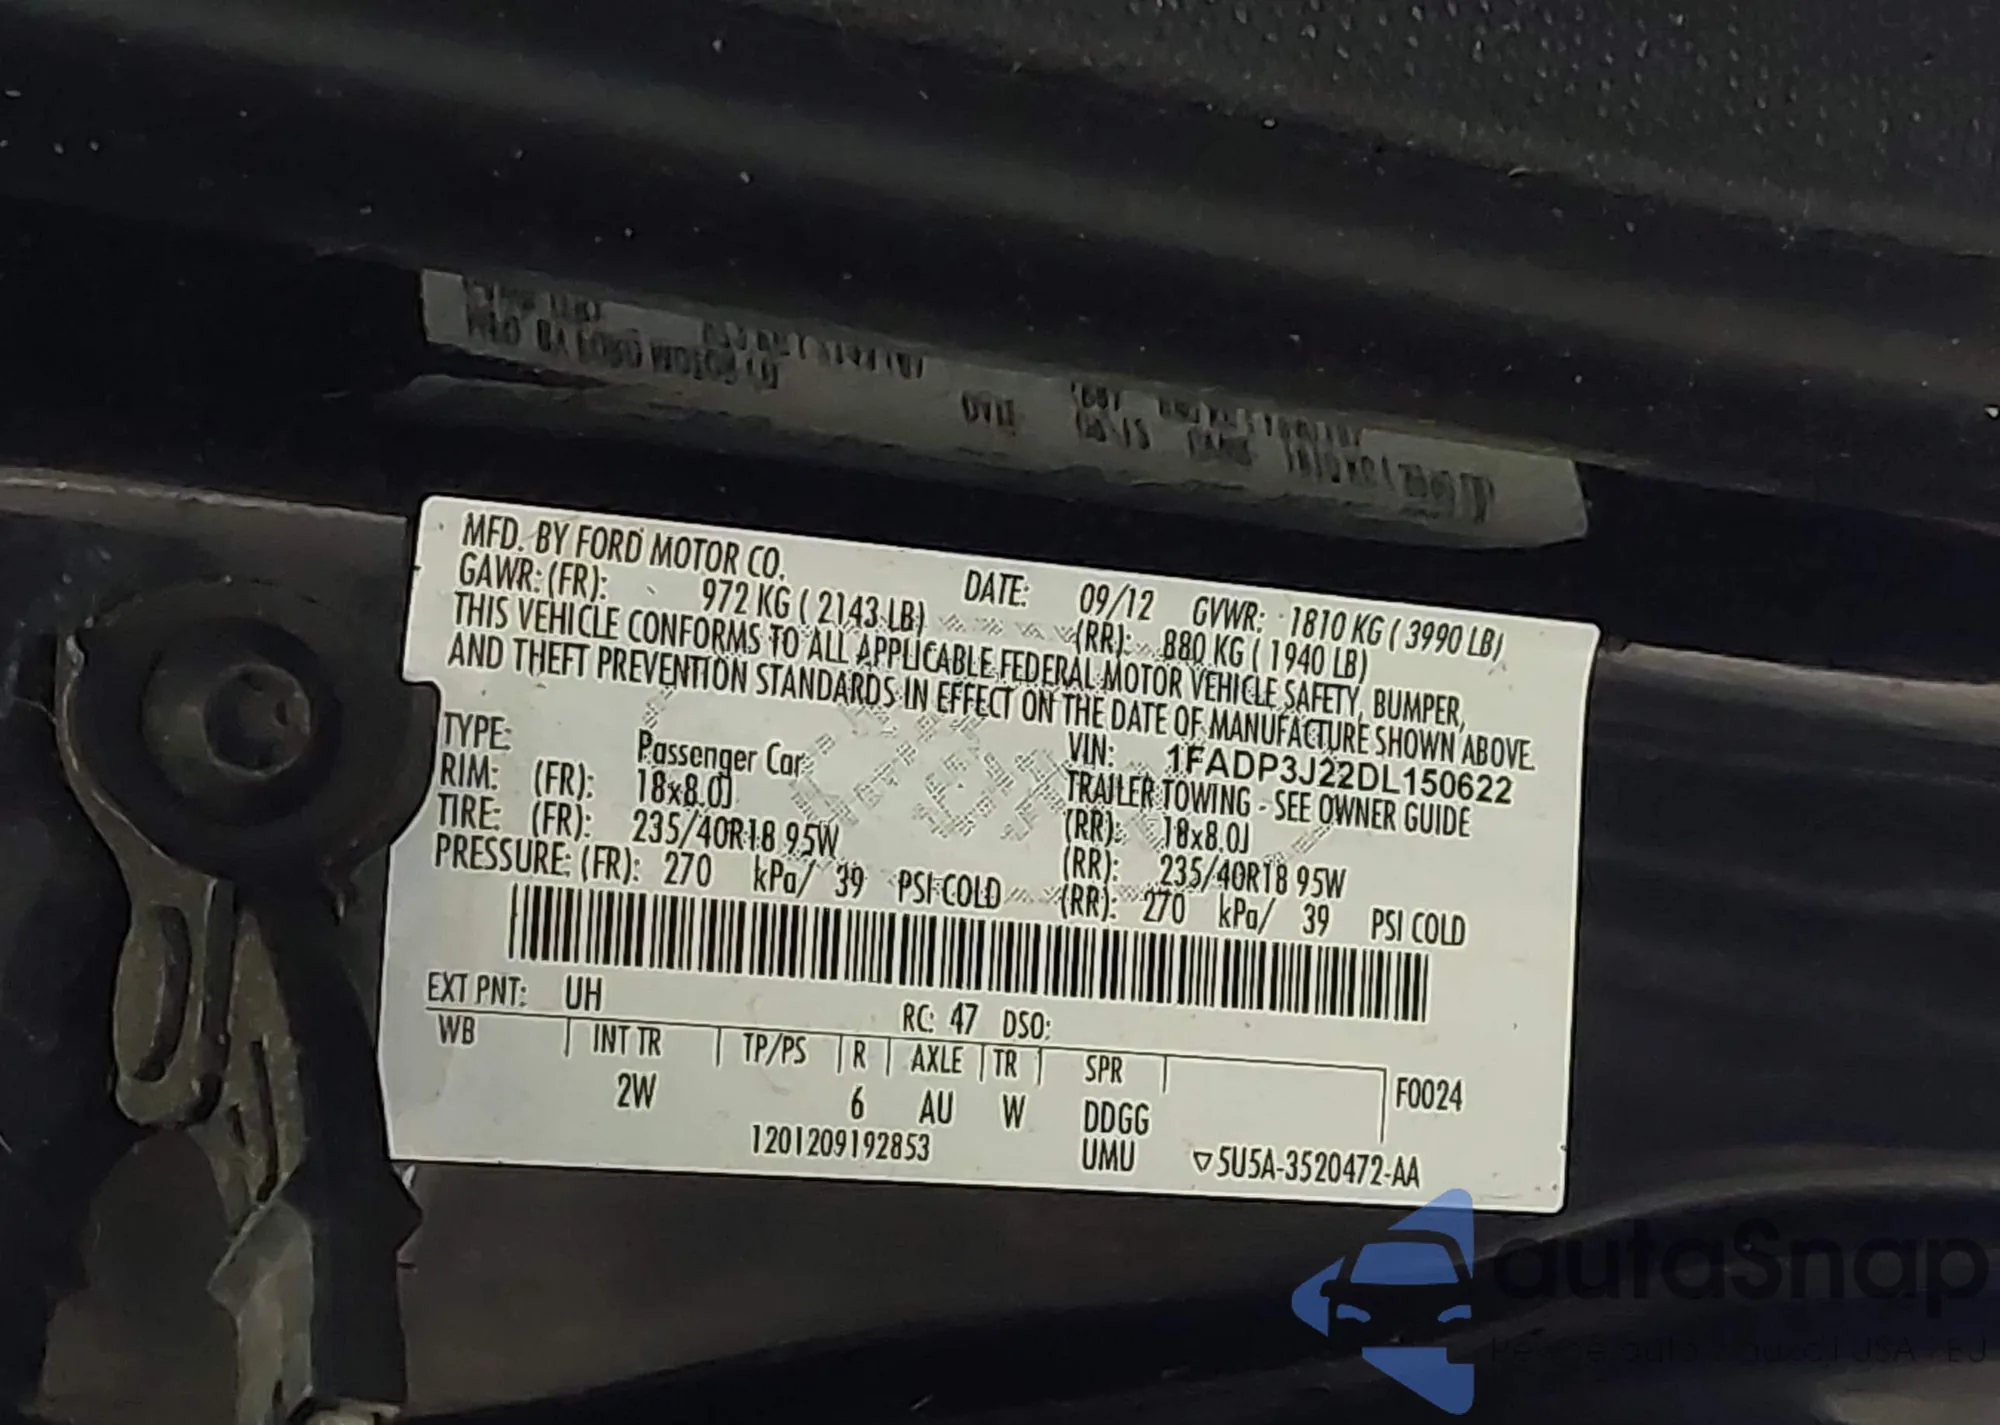 MFD. BY FORD MOTOR CO. DATE: 09/12 GVWR: 1810 KG ( 3990 LB)
GAWR: (FR): 972 KG ( 2143 LB) (RR): 880 KG ( 1940 LB)
THIS VEHICLE CONFORMS TO ALL APPLICABLE FEDERAL MOTOR VEHICLE SAFETY, BUMPER,
AND THEFT PREVENTION STANDARDS IN EFFECT ON THE DATE OF MANUFACTURE SHOWN ABOVE.
VIN: 1FADP3J22DL150622
TYPE: Passenger Car TRAILER TOWING - SEE OWNER GUIDE
RIM: (FR): 18x8.0J (RR): 18x8.0J
TIRE: (FR): 235/40R18 95W (RR): 235/40R18 95W
PRESSURE: (FR): 270 kPa/ 39 PSI COLD (RR): 270 kPa/ 39 PSI COLD
EXT PNT: UH RC: 47 DSO:
WB INT TR TP/PS R AXLE TR SPR F0024
2W 6 AU W DDGG
1201209192853 UMU ▽5U5A-3520472-AA
autaSnap